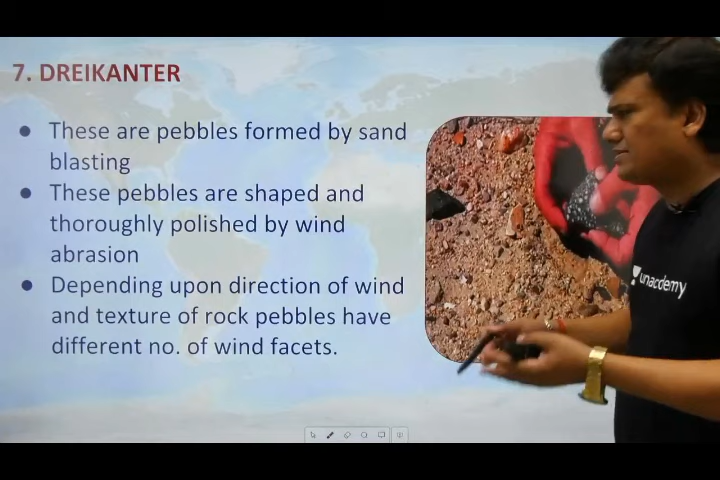 7. DREIKANTER
● These are pebbles formed by sand
blasting
● These pebbles are shaped and
thoroughly polished by wind
abrasion
● Depending upon direction of wind
and texture of rock pebbles have
different no. of wind facets.
unacademy